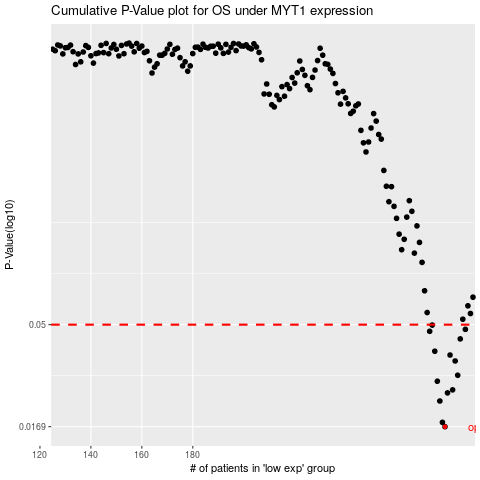 Cumulative P-Value plot for OS under MYT1 expression
P-Value(log10)
0.05
0.0169
op
120 140 160 180
# of patients in 'low exp' group